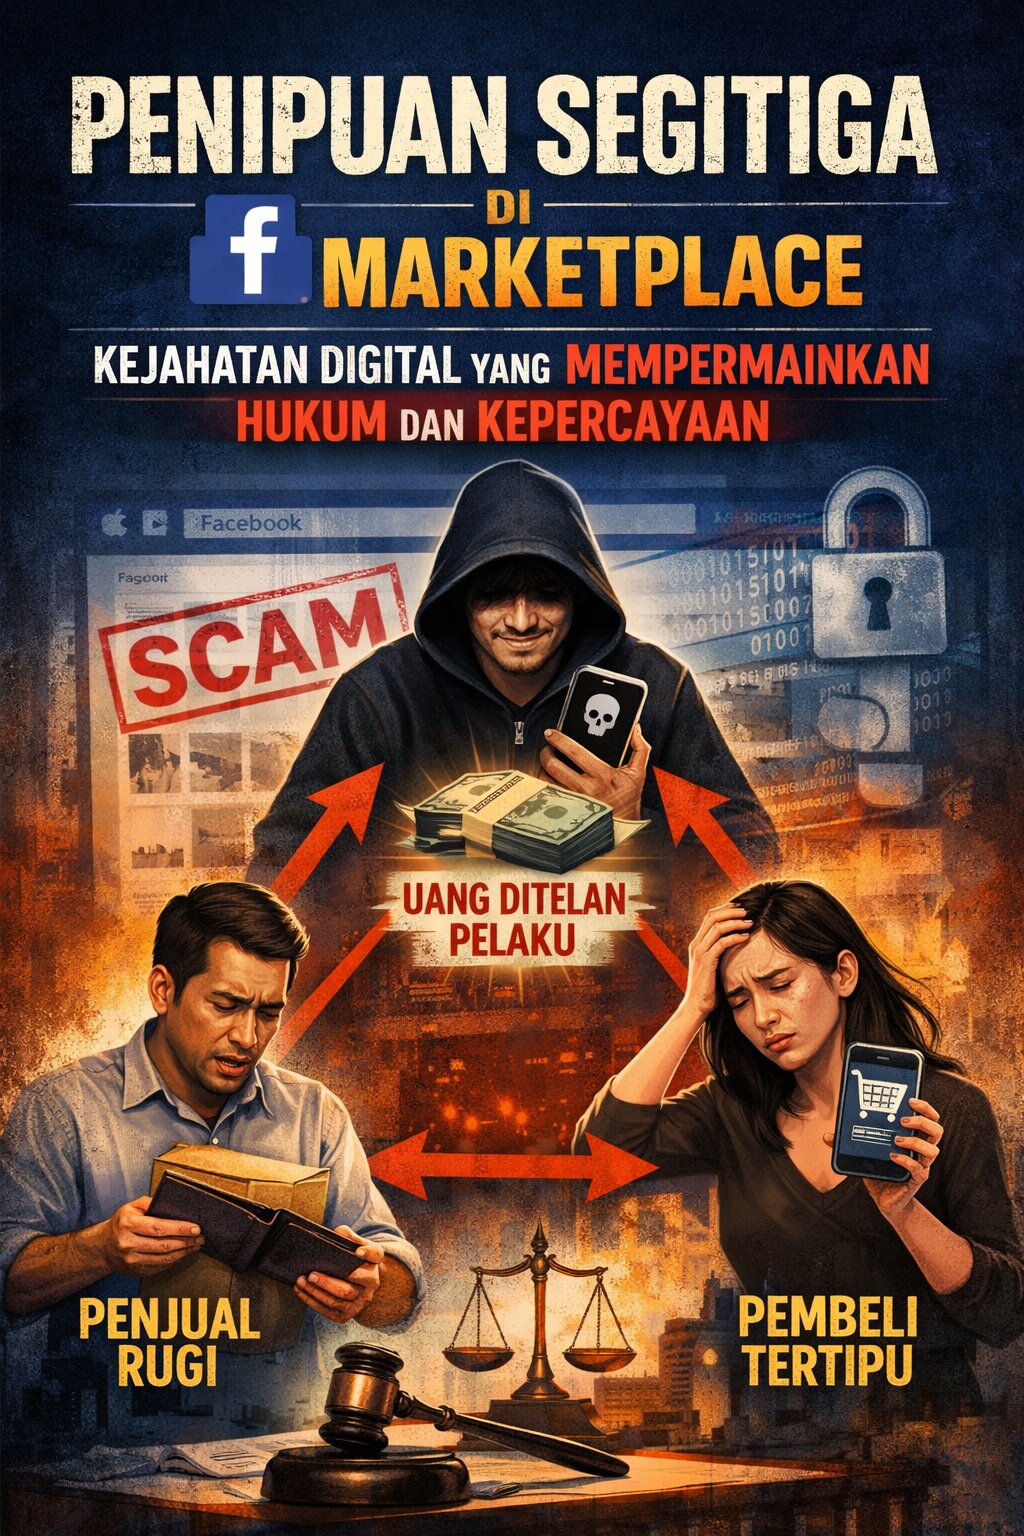 PENIPUAN SEGITIGA
DI
f MARKETPLACE
KEJAHATAN DIGITAL YANG MEMPERMAINKAN
HUKUM DAN KEPERCAYAAN
Facebook
Fagoort
SCAM
UANG DITELAN
PELAKU
PENJUAL
RUGI
PEMBELI
TERTIPU